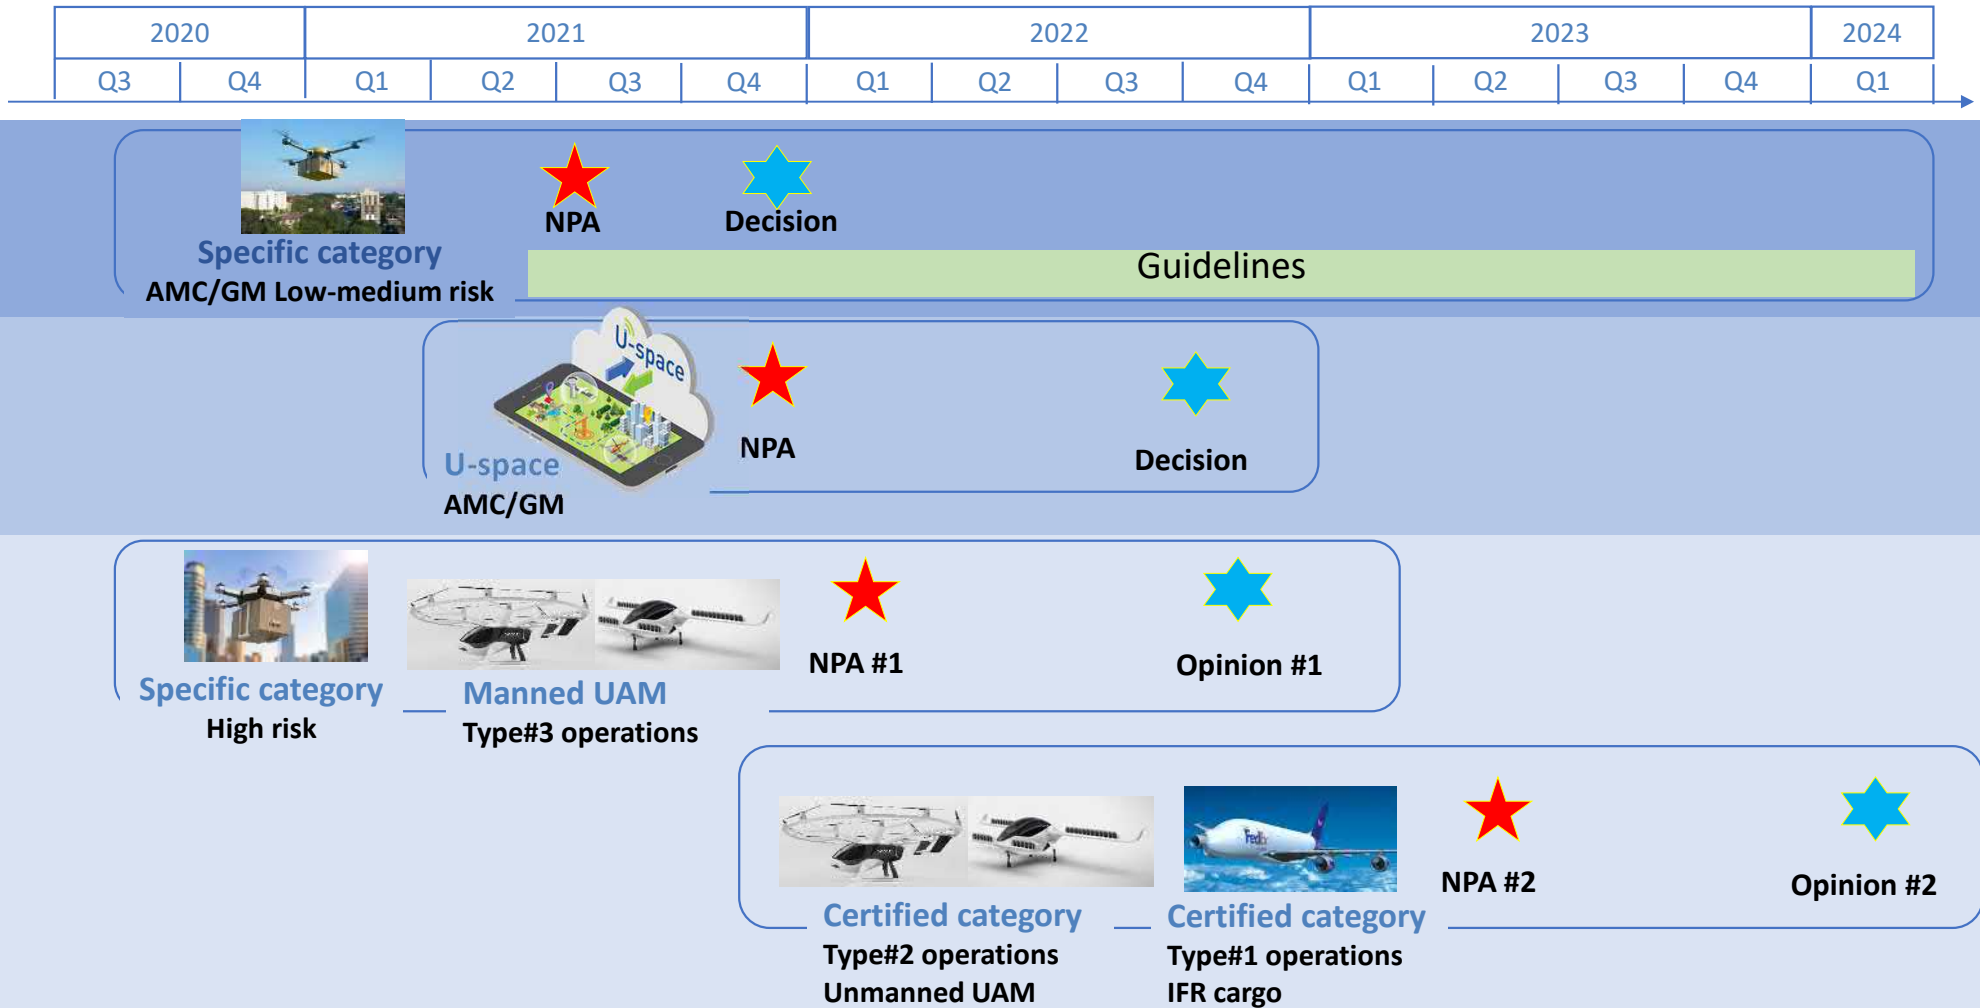 2020 2021 2022 2023 2024
Q3 Q4 Q1 Q2 Q3 Q4 Q1 Q2 Q3 Q4 Q1 Q2 Q3 Q4 Q1
NPA Decision
Specific category
AMC/GM Low-medium risk
Guidelines
U-space
U-space
AMC/GM
NPA
Decision
Specific category
High risk
Manned UAM
Type#3 operations
NPA #1
Opinion #1
FedEx
Certified category
Type#2 operations
Unmanned UAM
Certified category
Type#1 operations
IFR cargo
NPA #2
Opinion #2